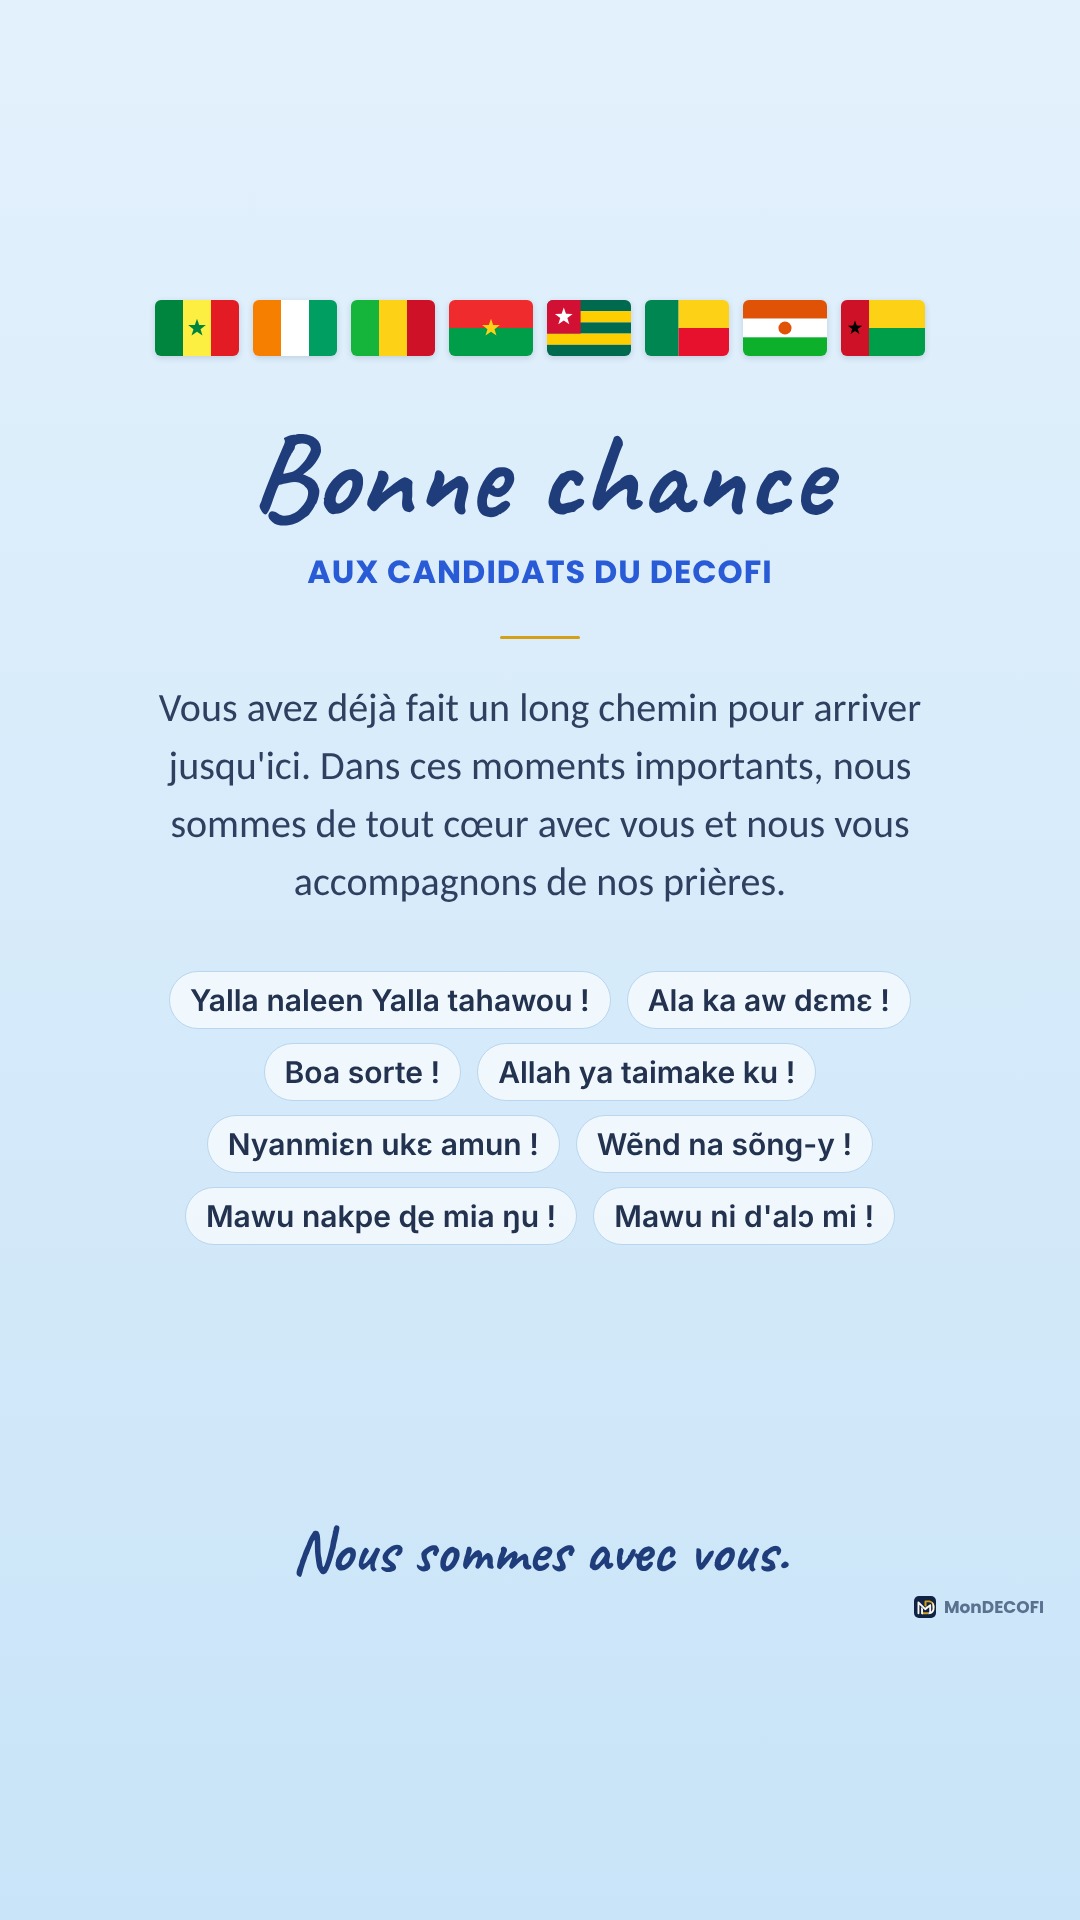 Bonne chance
AUX CANDIDATS DU DECOFI
Vous avez déjà fait un long chemin pour arriver
jusqu'ici. Dans ces moments importants, nous
sommes de tout cœur avec vous et nous vous
accompagnons de nos prières.
Yalla naleen Yalla tahawou ! Ala ka aw dɛmɛ !
Boa sorte ! Allah ya taimake ku !
Nyanmiɛn ukɛ amun ! Wẽnd na sõng-y !
Mawu nakpe ɖe mia ŋu ! Mawu ni d'alɔ mi !
Nous sommes avec vous.
MonDECOFI